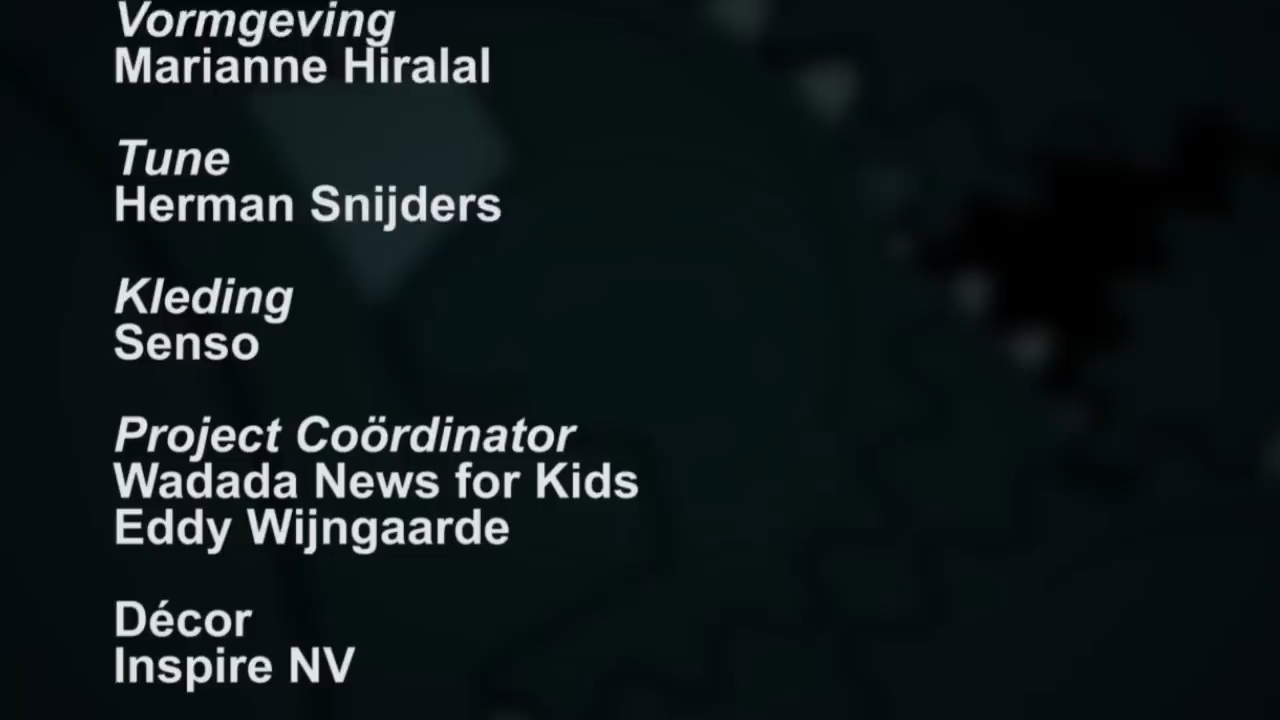 Vormgeving
Marianne Hiralal
Tune
Herman Snijders
Kleding
Senso
Project Coördinator
Wadada News for Kids
Eddy Wijngaarde
Décor
Inspire NV